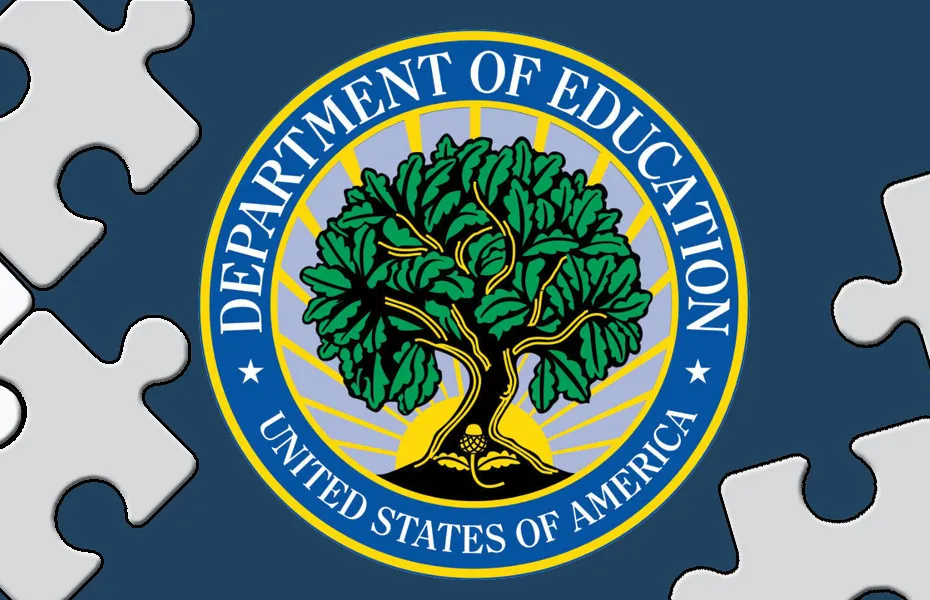 DEPARTMENT OF EDUCATION
UNITED STATES OF AMERICA